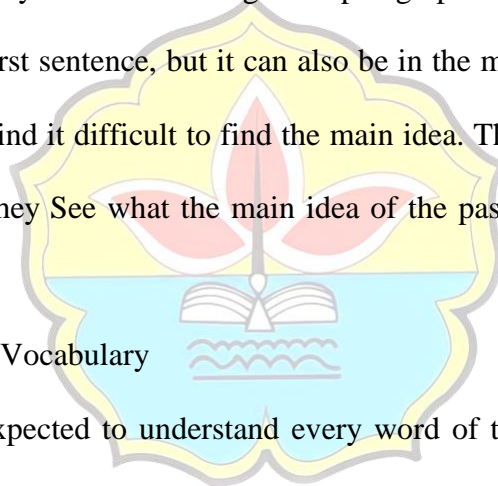 rst sentence, but it can also be in the m
ind it difficult to find the main idea. Th
ney See what the main idea of the pas
Vocabulary
xpected to understand every word of t